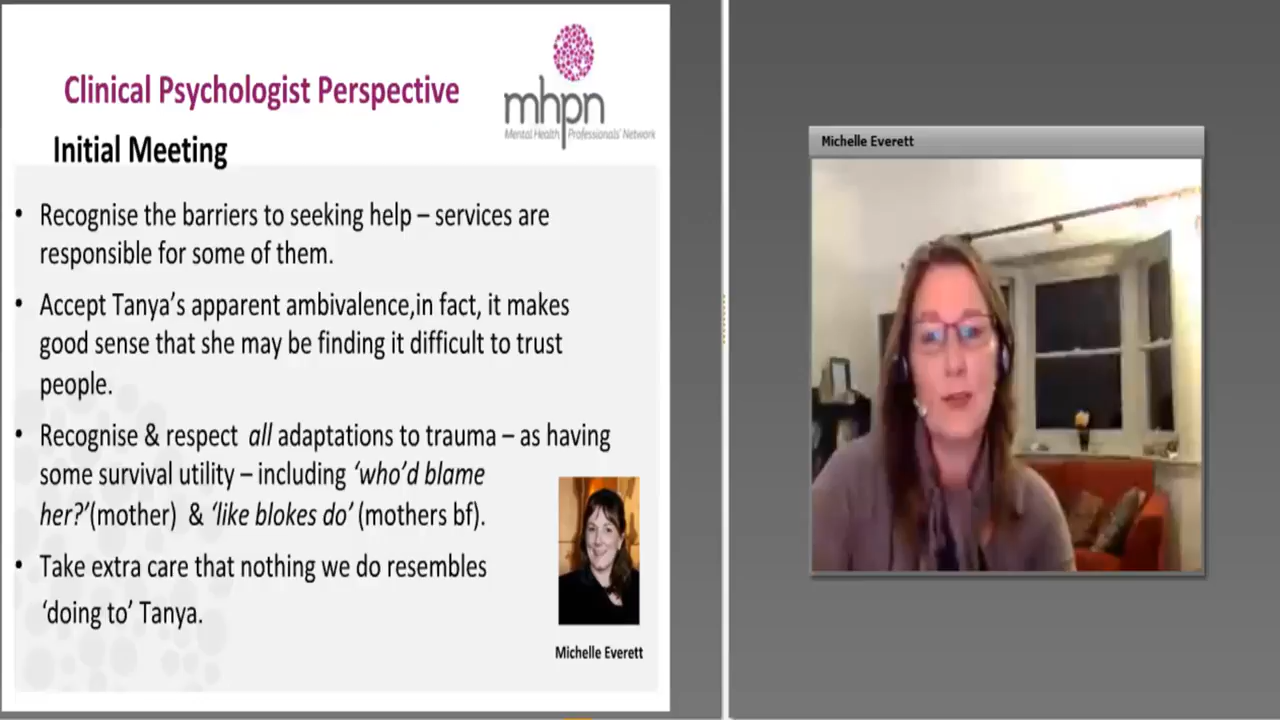 Clinical Psychologist Perspective
mhpn
Mental Health Professionals' Network
Initial Meeting
• Recognise the barriers to seeking help – services are
responsible for some of them.
• Accept Tanya's apparent ambivalence,in fact, it makes
good sense that she may be finding it difficult to trust
people.
• Recognise & respect all adaptations to trauma – as having
some survival utility – including ‘who’d blame
her?’(mother) & ‘like blokes do’ (mothers bf).
• Take extra care that nothing we do resembles
‘doing to’ Tanya.
Michelle Everett
Michelle Everett